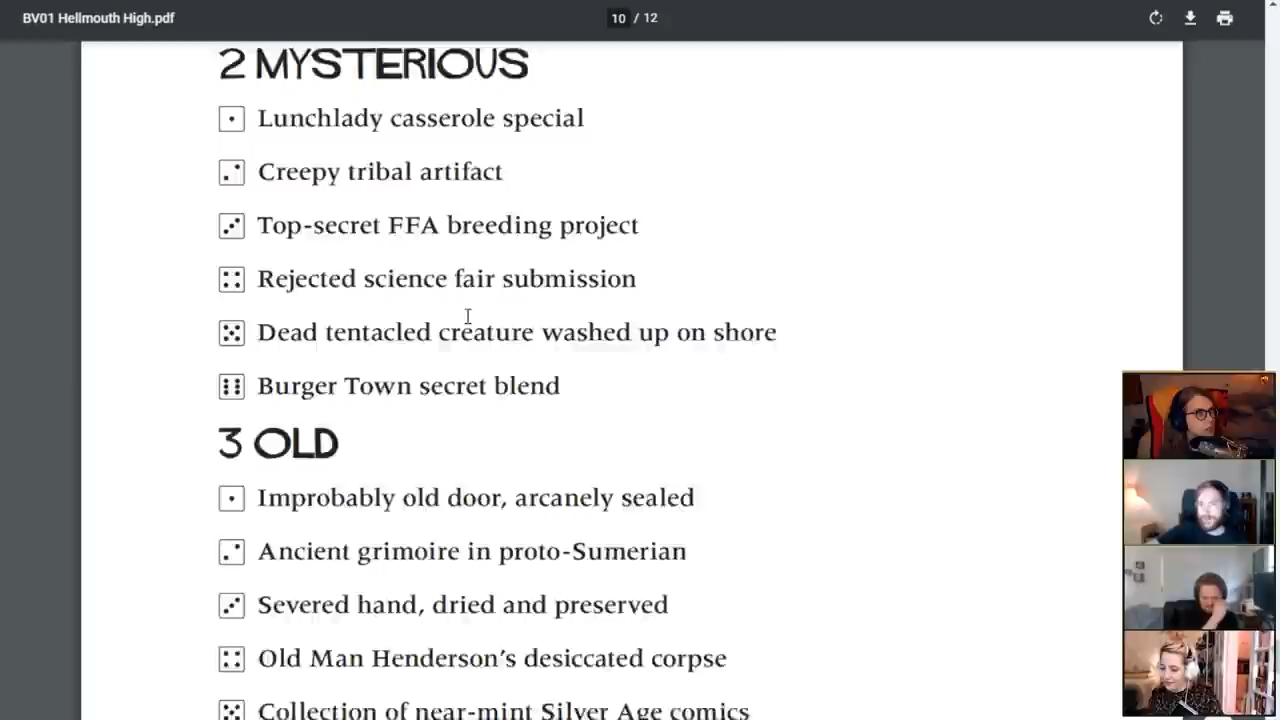 BV01 Hellmouth High.pdf
10 / 12
2 MYSTERIOUS
Lunchlady casserole special
Creepy tribal artifact
Top-secret FFA breeding project
Rejected science fair submission
Dead tentacled creature washed up on shore
Burger Town secret blend
3 OLD
Improbably old door, arcanely sealed
Ancient grimoire in proto-Sumerian
Severed hand, dried and preserved
Old Man Henderson’s desiccated corpse
Collection of near-mint Silver Age comics